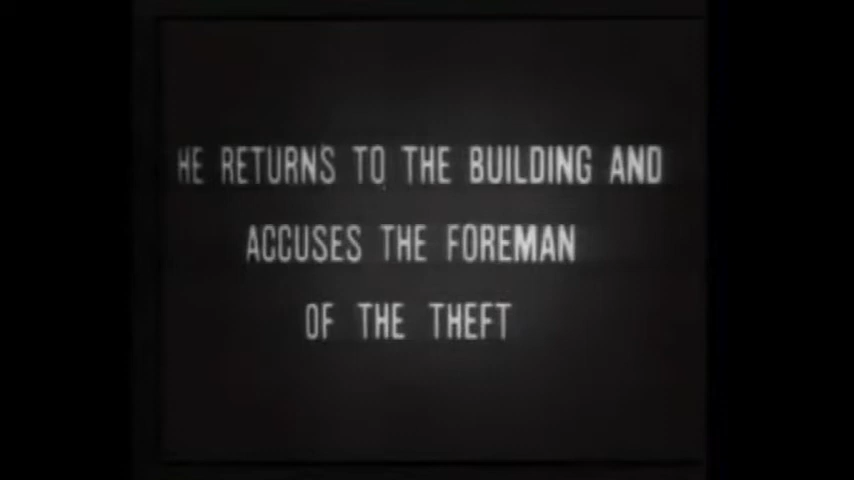 HE RETURNS TO THE BUILDING AND
ACCUSES THE FOREMAN
OF THE THEFT